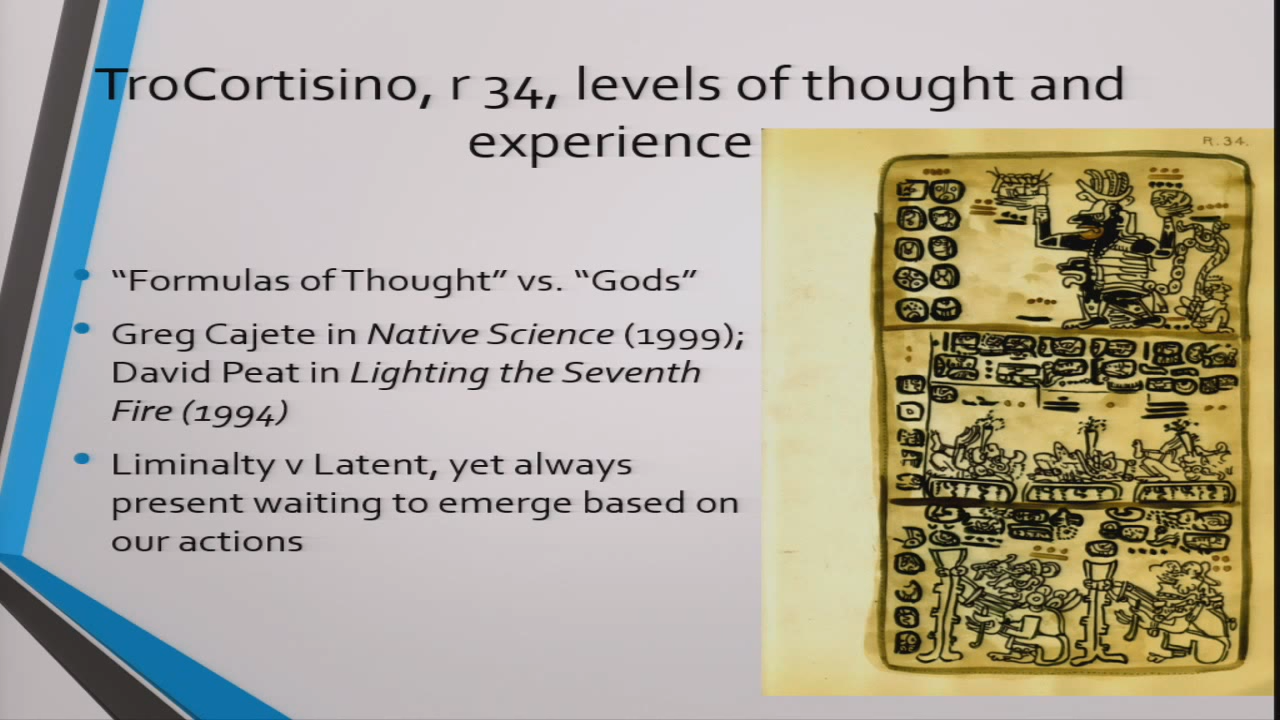 TroCortisino, r 34, levels of thought and
experience
R.34.
"Formulas of Thought" vs. "Gods"
Greg Cajete in Native Science (1999);
David Peat in Lighting the Seventh
Fire (1994)
Liminalty v Latent, yet always
present waiting to emerge based on
our actions